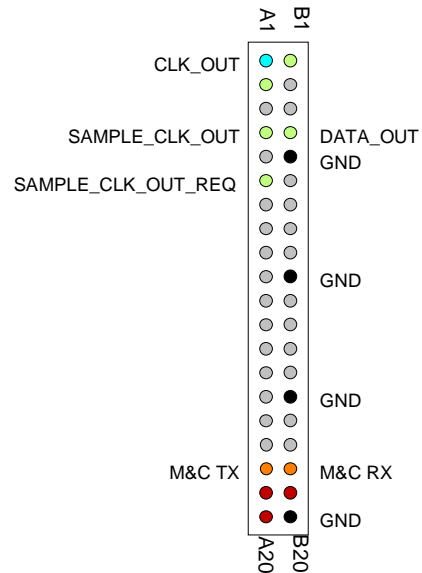 A1 B1
CLK_OUT
SAMPLE_CLK_OUT DATA_OUT
GND
SAMPLE_CLK_OUT_REQ
GND
GND
M&C TX M&C RX
GND
A20 B20